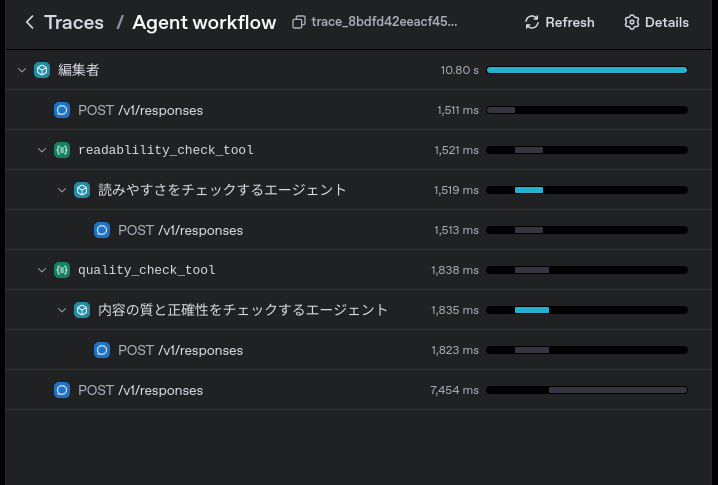 Traces / Agent workflow trace_8bdfd42eeacf45... Refresh Details
編集者 10.80 s
POST /v1/responses 1,511 ms
readablility_check_tool 1,521 ms
読みやすさをチェックするエージェント 1,519 ms
POST /v1/responses 1,513 ms
quality_check_tool 1,838 ms
内容の質と正確性をチェックするエージェント 1,835 ms
POST /v1/responses 1,823 ms
POST /v1/responses 7,454 ms